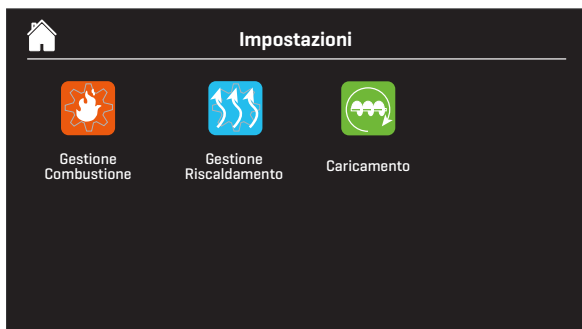 Impostazioni
Gestione
Combustione
Gestione
Riscaldamento
Caricamento